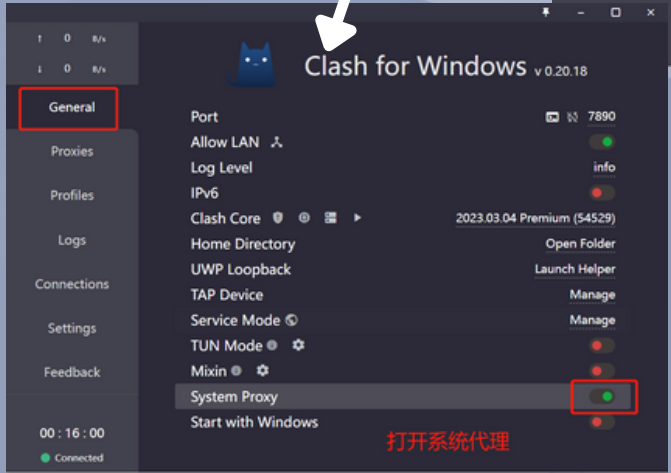 ↑ 0 B/s
↓ 0 B/s
General
Proxies
Profiles
Logs
Connections
Settings
Feedback
00 : 16 : 00
Connected
Clash for Windows v 0.20.18
Port 7890
Allow LAN
Log Level info
IPv6
Clash Core 2023.03.04 Premium (54529)
Home Directory Open Folder
UWP Loopback Launch Helper
TAP Device Manage
Service Mode Manage
TUN Mode
Mixin
System Proxy
Start with Windows
打开系统代理